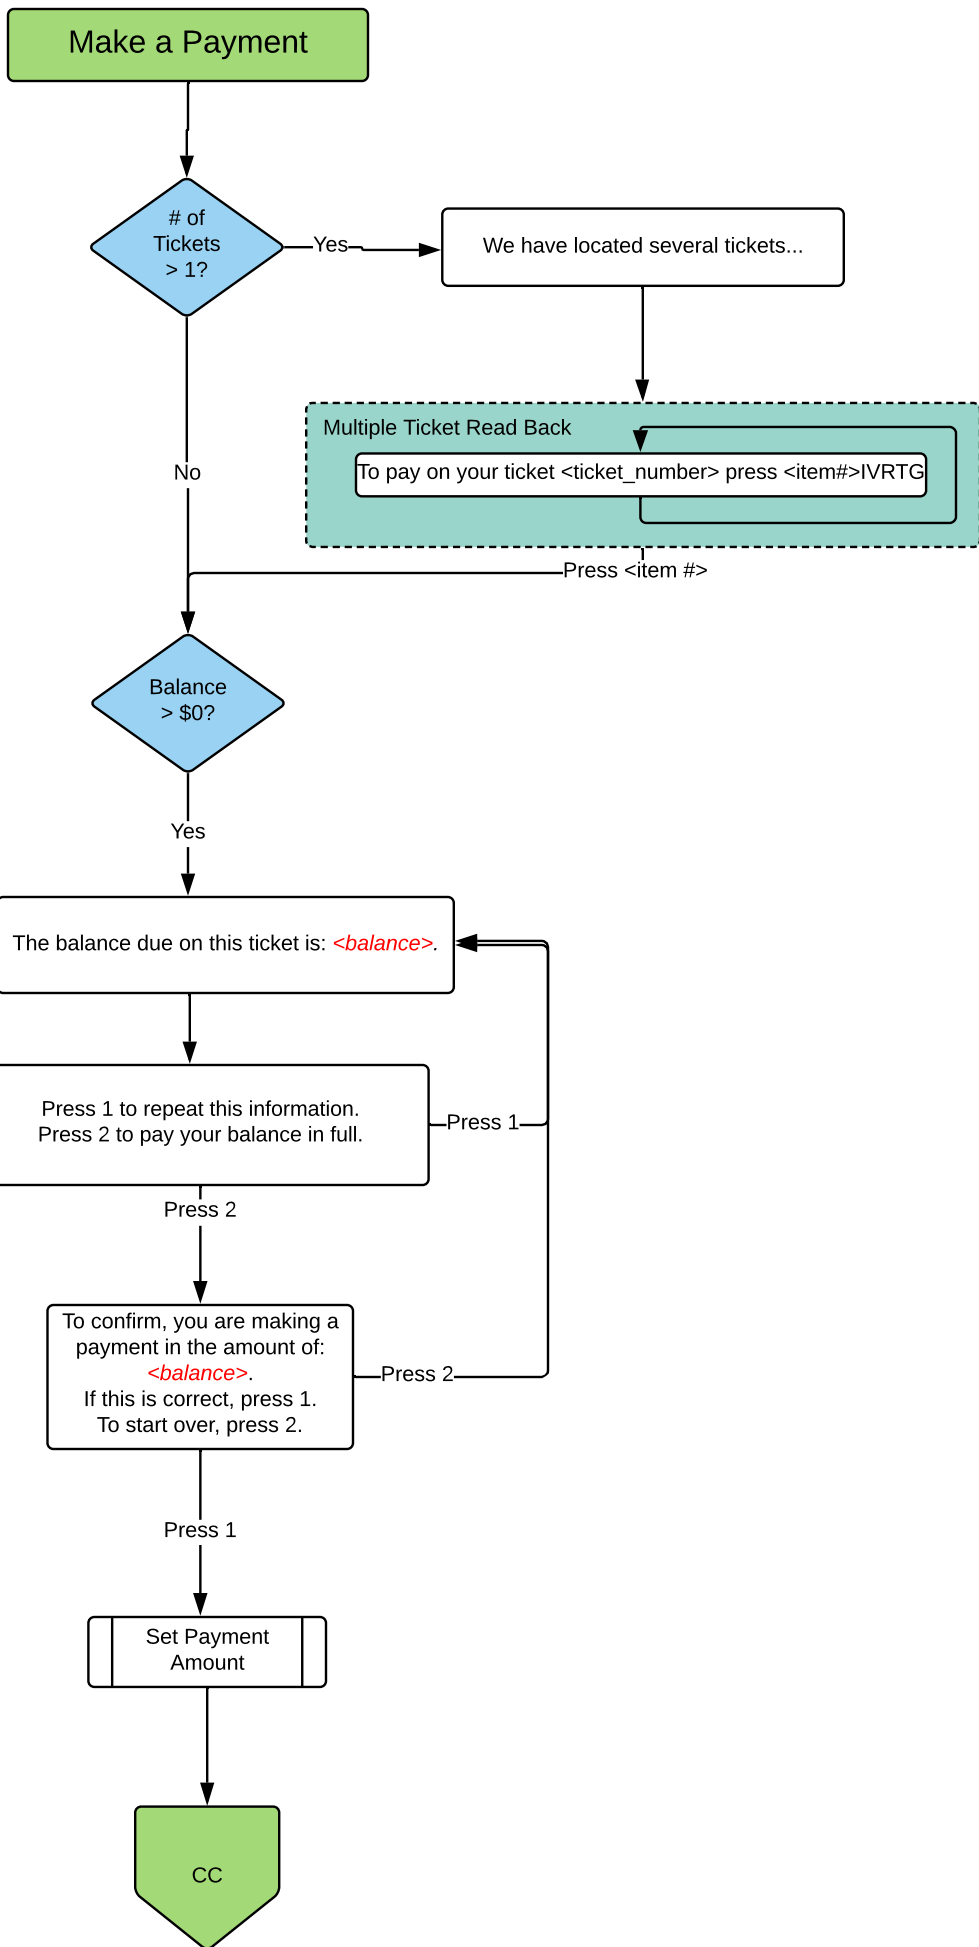 Make a Payment
# of
Tickets
> 1?
Yes
We have located several tickets...
Multiple Ticket Read Back
To pay on your ticket <ticket_number> press <item#>IVRTG
No
Press <item #>
Balance
> $0?
Yes
The balance due on this ticket is: <balance>.
Press 1 to repeat this information.
Press 2 to pay your balance in full.
Press 1
Press 2
To confirm, you are making a
payment in the amount of:
<balance>.
If this is correct, press 1.
To start over, press 2.
Press 2
Press 1
Set Payment
Amount
CC